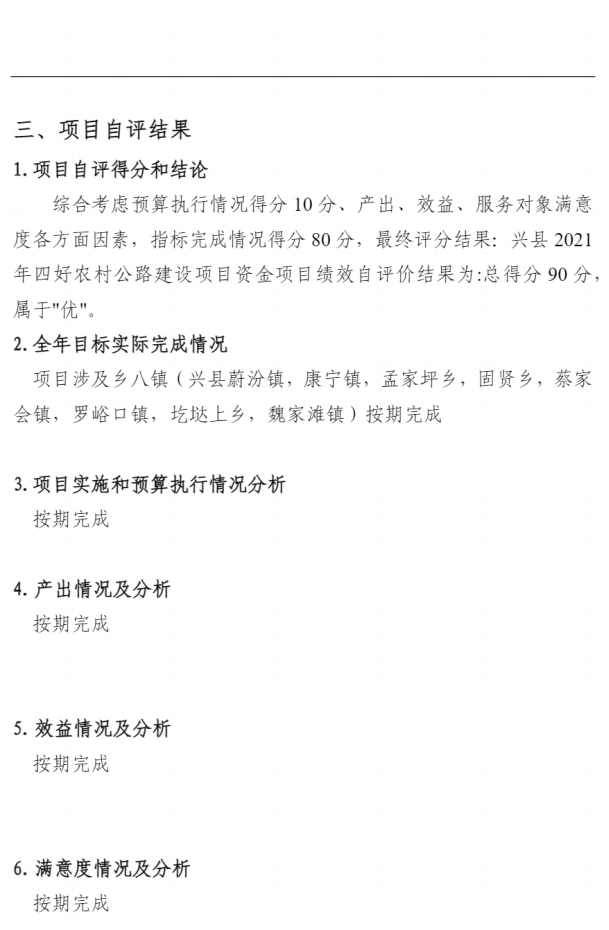 三、项目自评结果
1.项目自评得分和结论
综合考虑预算执行情况得分 10 分、产出、效益、服务对象满意
度各方面因素，指标完成情况得分 80 分，最终评分结果：兴县 2021
年四好农村公路建设项目资金项目绩效自评价结果为:总得分 90 分，
属于"优"。
2.全年目标实际完成情况
项目涉及乡八镇（兴县蔚汾镇，康宁镇，孟家坪乡，固贤乡，蔡家
会镇，罗峪口镇，圪垯上乡，魏家滩镇）按期完成
3.项目实施和预算执行情况分析
按期完成
4.产出情况及分析
按期完成
5.效益情况及分析
按期完成
6.满意度情况及分析
按期完成